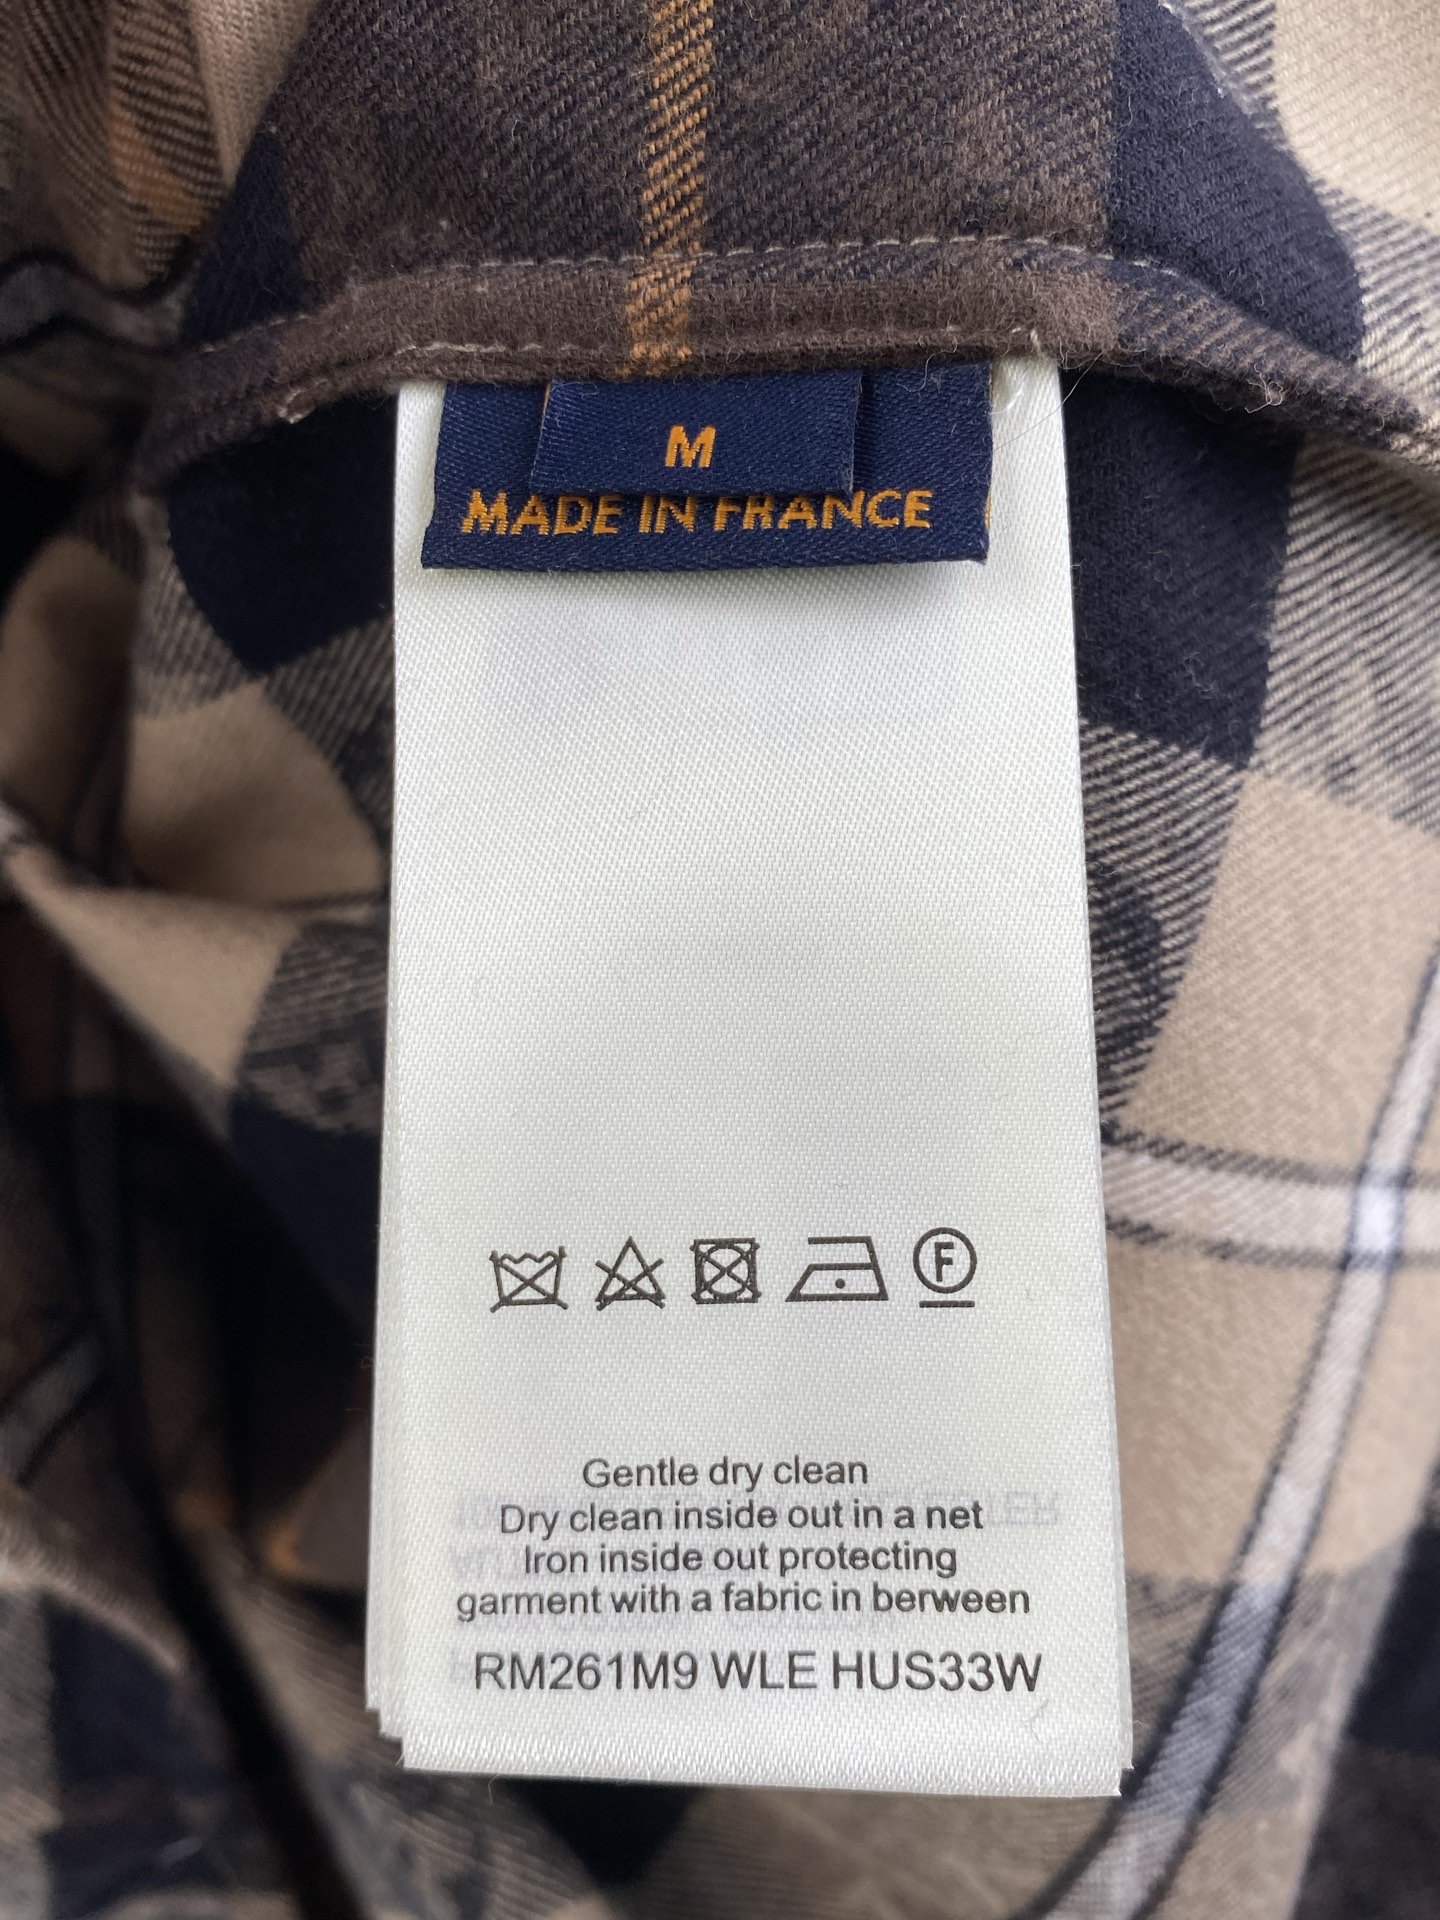 M
MADE IN FRANCE
F
Gentle dry clean
Dry clean inside out in a net
Iron inside out protecting
garment with a fabric in berween
RM261M9 WLE HUS33W